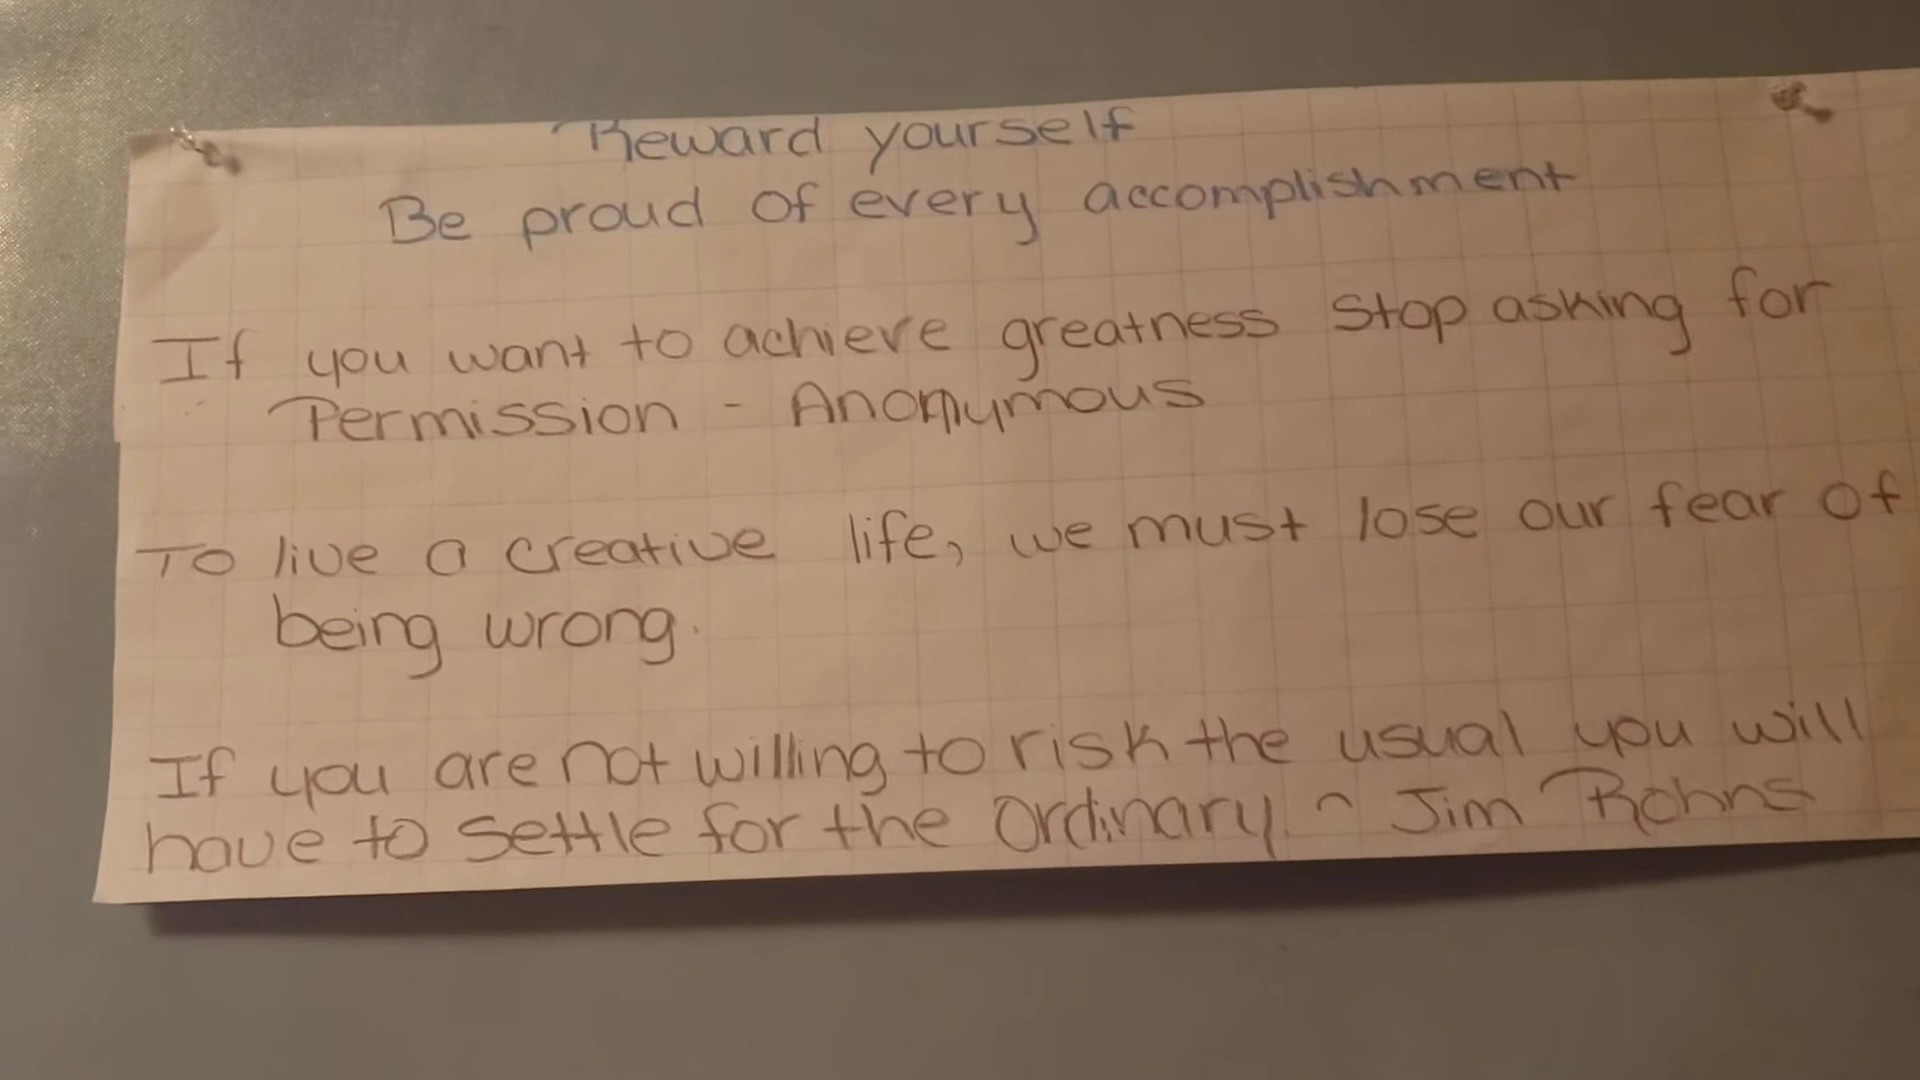 Reward yourself
Be proud of every accomplishment
If you want to achieve greatness stop asking for
Permission - Anonymous
To live a creative life, we must lose our fear of
being wrong.
If you are not willing to risk the usual you will
have to settle for the ordinary. ~ Jim Rohns